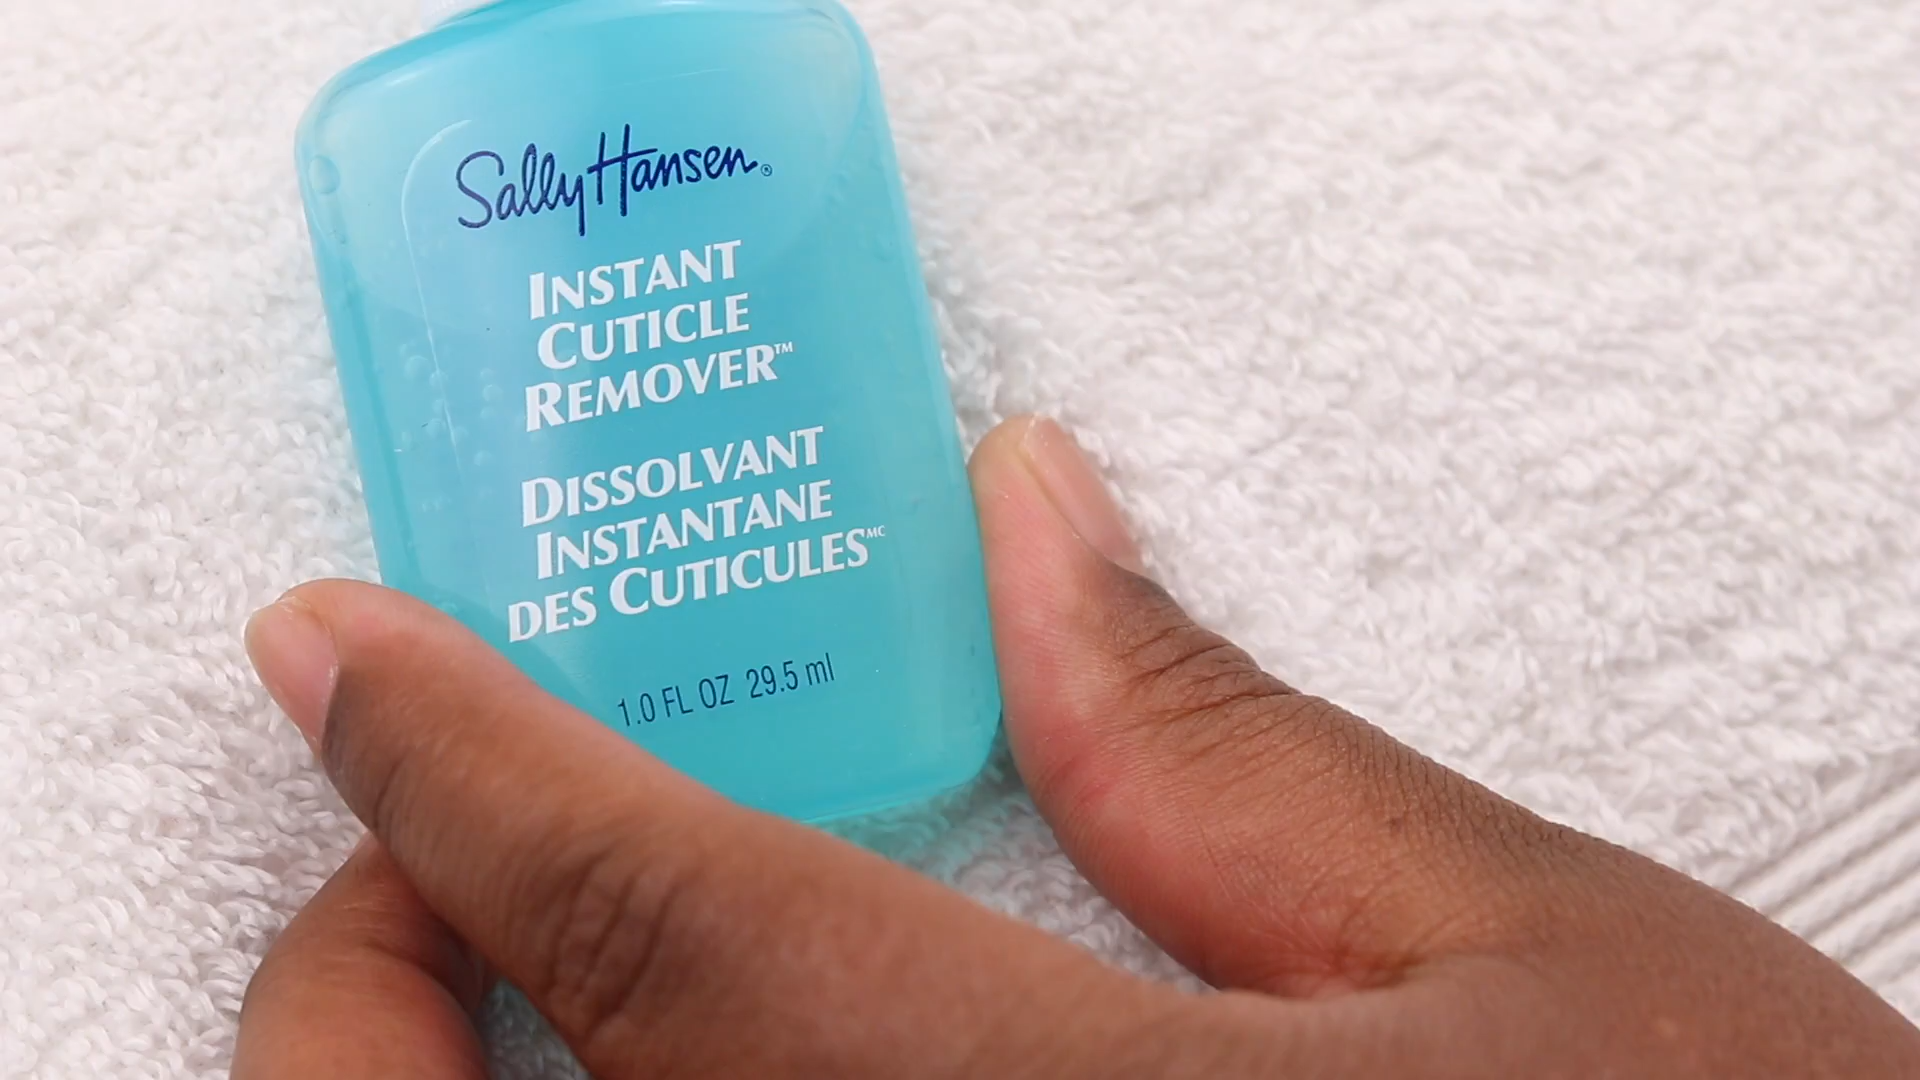 Sally Hansen®
INSTANT
CUTICLE
REMOVER™
DISSOLVANT
INSTANTANE
DES CUTICULES MC
1.0 FL OZ 29.5 ml